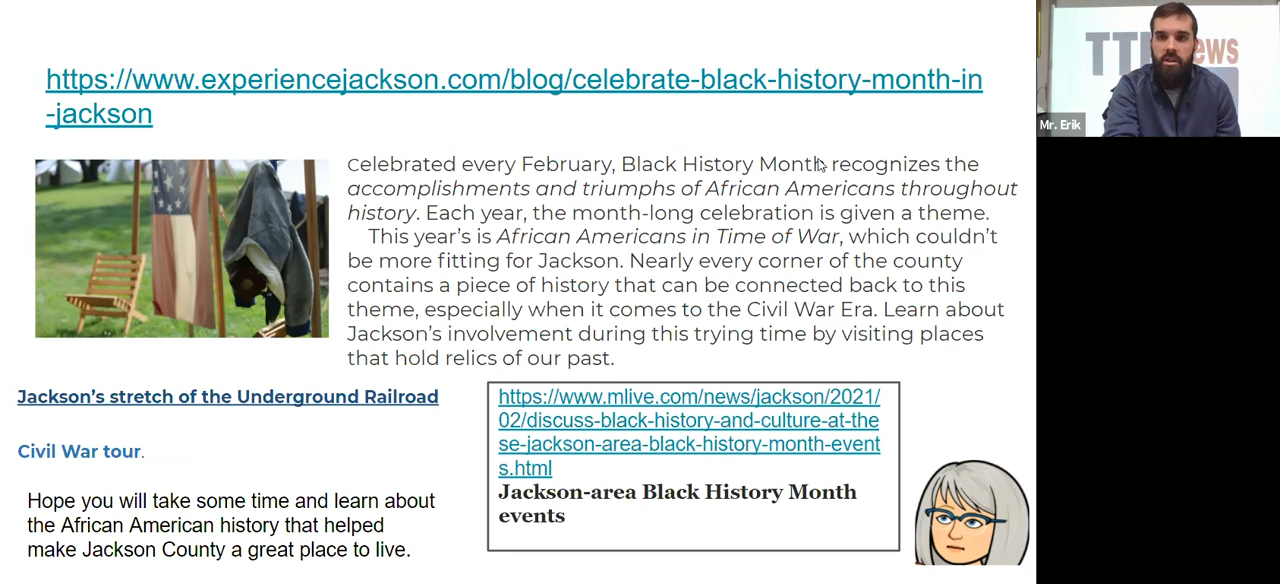 https://www.experiencejackson.com/blog/celebrate-black-history-month-in
-jackson
Celebrated every February, Black History Month recognizes the
accomplishments and triumphs of African Americans throughout
history. Each year, the month-long celebration is given a theme.
This year's is African Americans in Time of War, which couldn't
be more fitting for Jackson. Nearly every corner of the county
contains a piece of history that can be connected back to this
theme, especially when it comes to the Civil War Era. Learn about
Jackson's involvement during this trying time by visiting places
that hold relics of our past.
Jackson's stretch of the Underground Railroad
Civil War tour.
Hope you will take some time and learn about
the African American history that helped
make Jackson County a great place to live.
https://www.mlive.com/news/jackson/2021/
02/discuss-black-history-and-culture-at-the
se-jackson-area-black-history-month-event
s.html
Jackson-area Black History Month
events
Mr. Erik